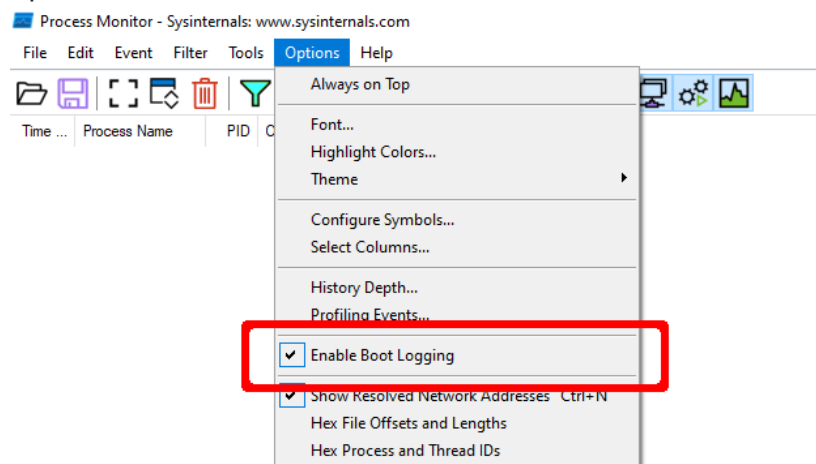 Process Monitor - Sysinternals: www.sysinternals.com
File Edit Event Filter Tools Options Help
Always on Top
Time ... Process Name PID O
Font...
Highlight Colors...
Theme
Configure Symbols...
Select Columns...
History Depth...
Profiling Events...
Enable Boot Logging
Show Resolved Network Addresses Ctrl+N
Hex File Offsets and Lengths
Hex Process and Thread IDs